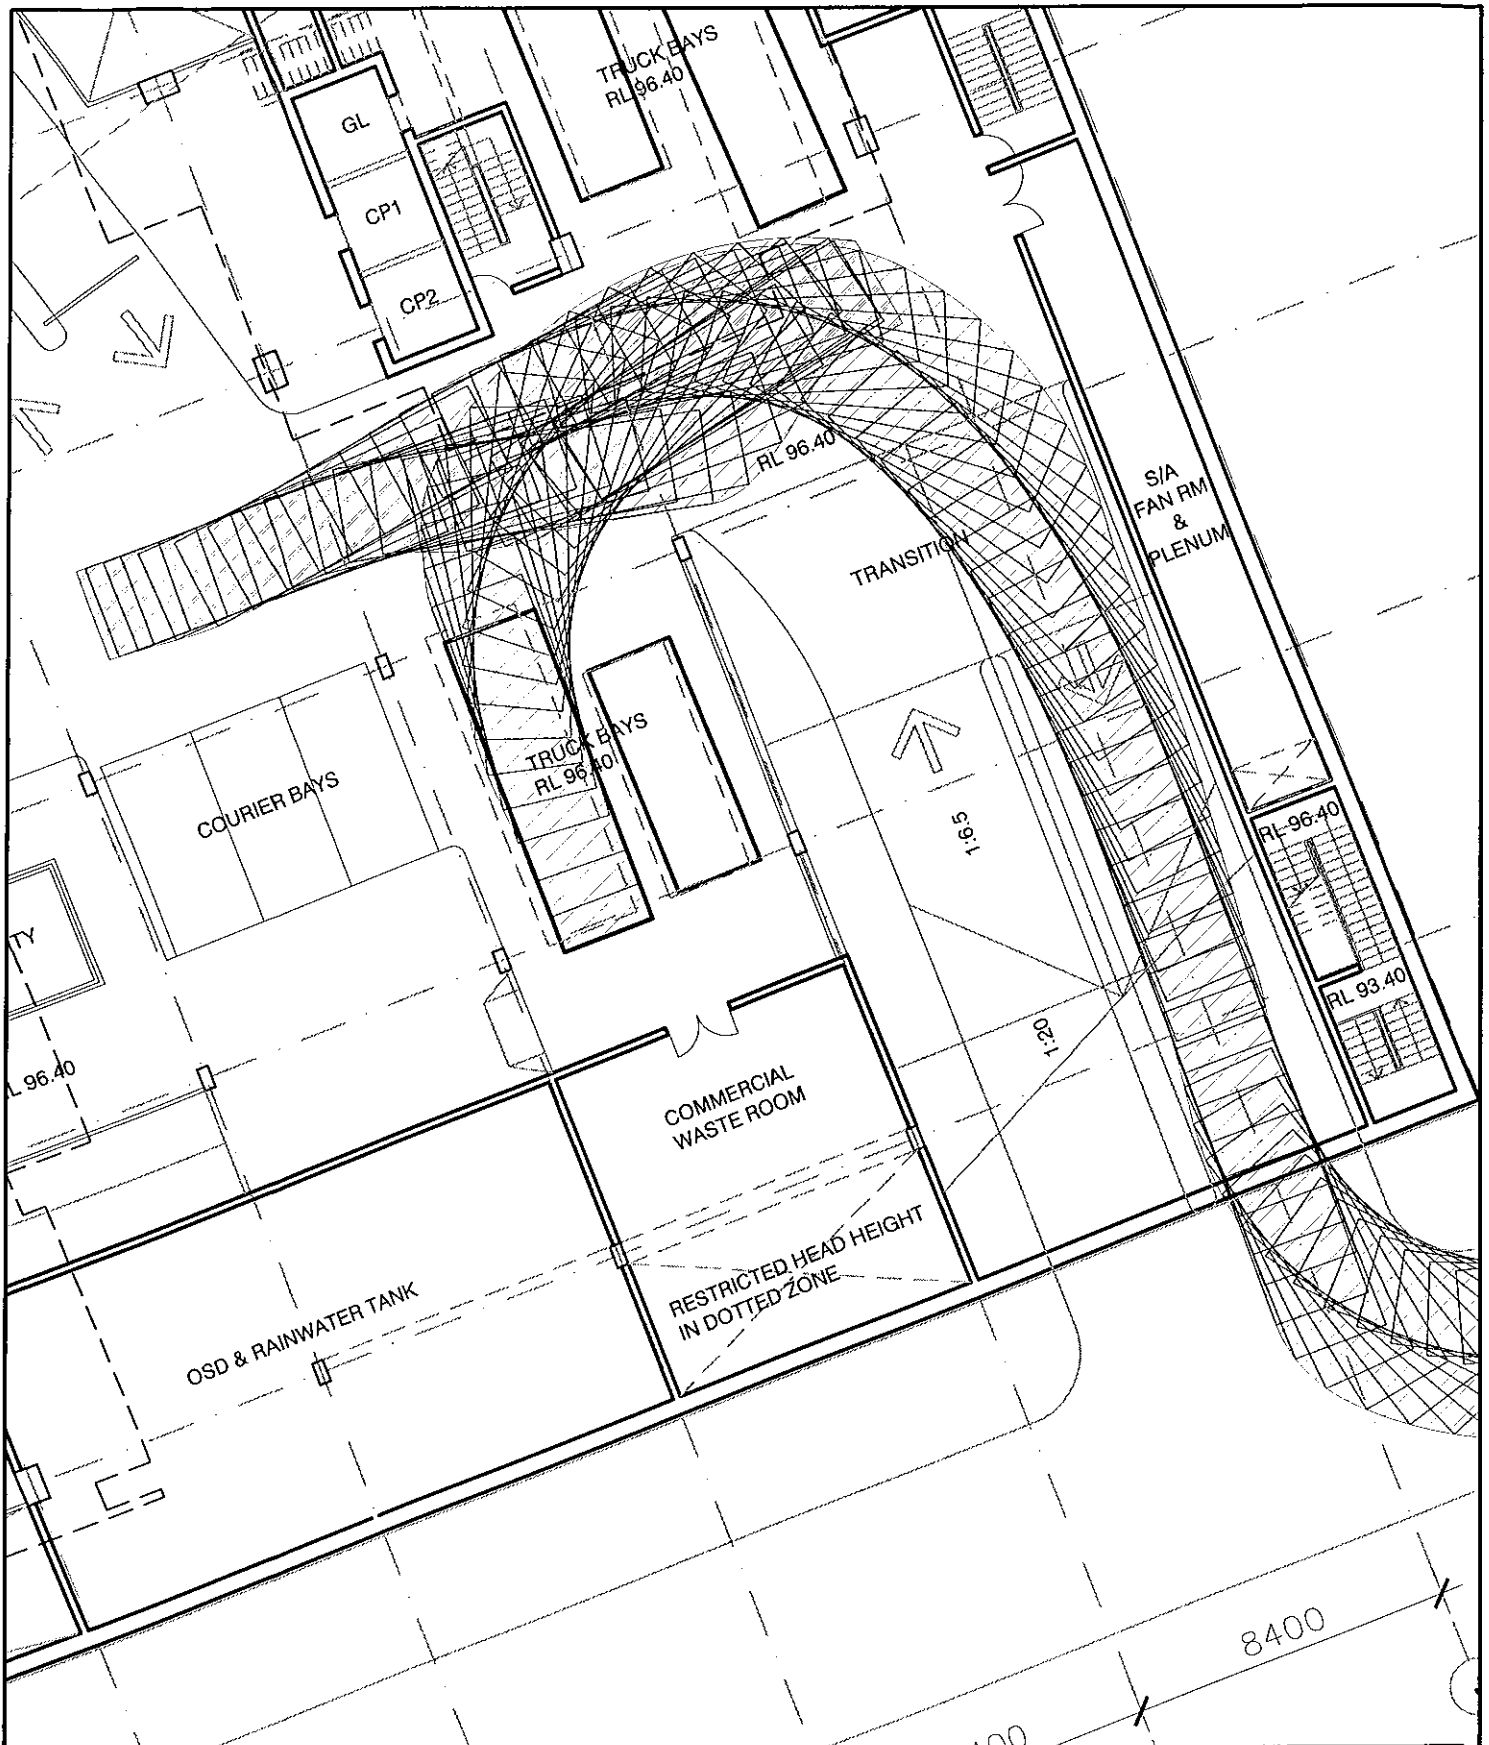 TRUCK BAYS
RL 96.40
GL
CP1
CP2
RL 96.40
S/A
FAN RM
&
PLENUM
TRANSITION
TRUCK BAYS
RL 96.40
COURIER BAYS
1:6.5
RL 96.40
TY
RL 93.40
1:20
L 96.40
COMMERCIAL
WASTE ROOM
RESTRICTED HEAD HEIGHT
IN DOTTED ZONE
OSD & RAINWATER TANK
8400
00